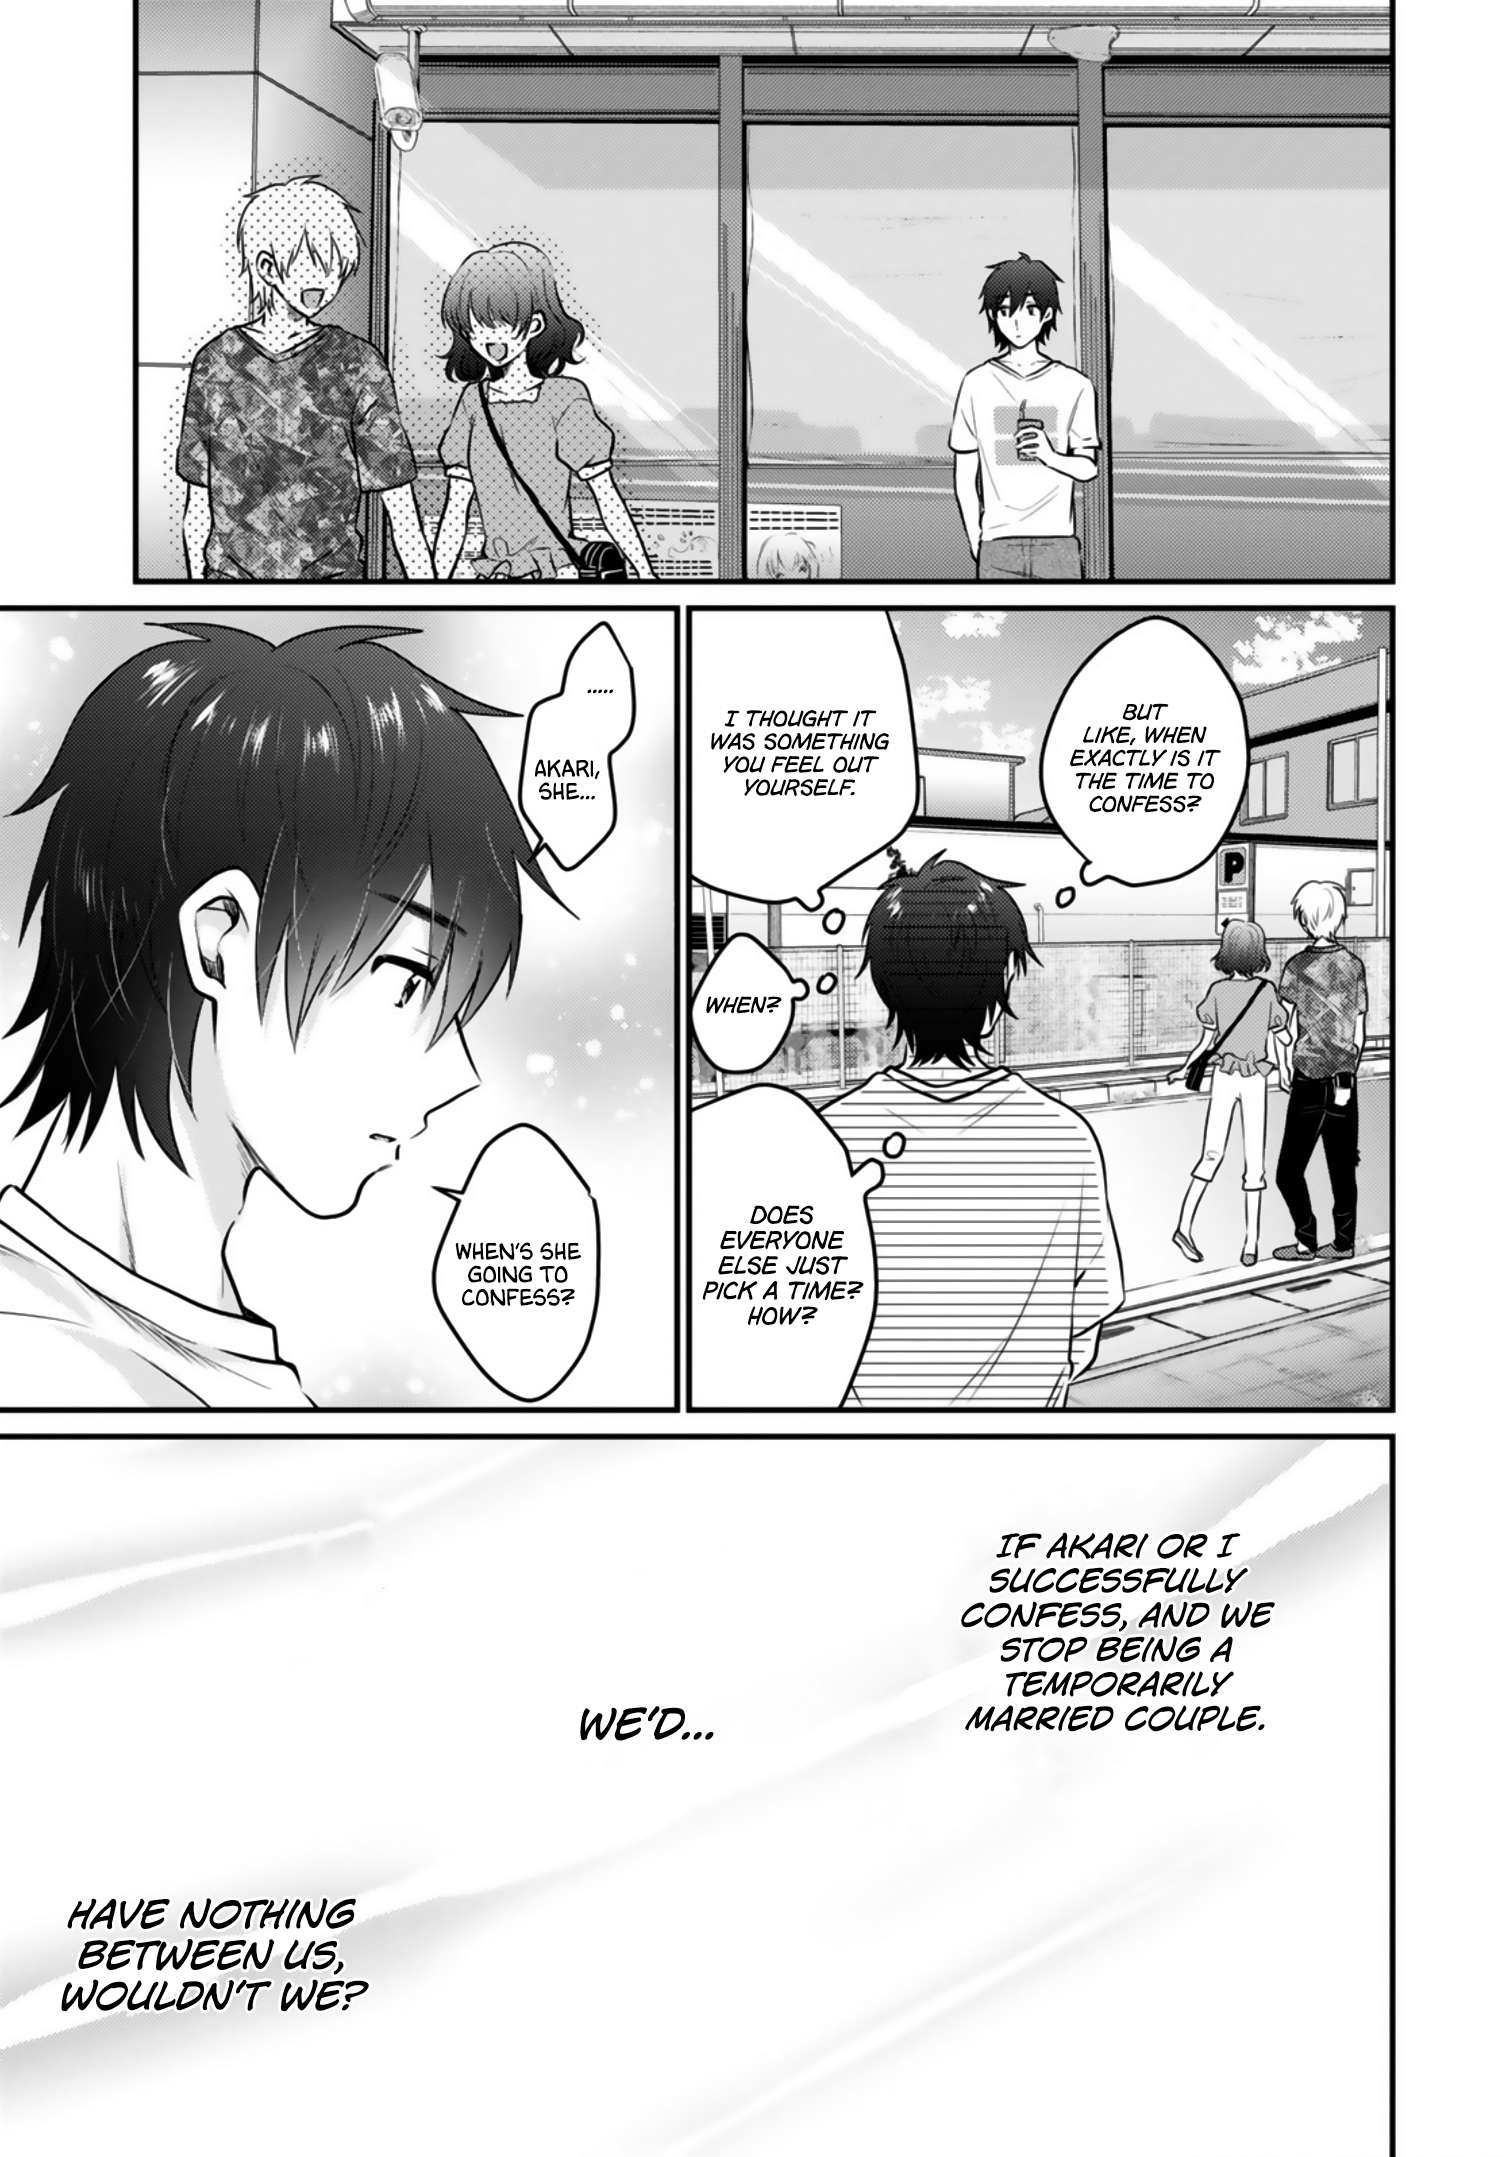 BUT
LIKE, WHEN
EXACTLY IS IT
THE TIME TO
CONFESS?
I THOUGHT IT
WAS SOMETHING
YOU FEEL OUT
YOURSELF.
P
WHEN?
DOES
EVERYONE
ELSE JUST
PICK A TIME?
HOW?
.....
AKARI,
SHE...
WHEN'S SHE
GOING TO
CONFESS?
IF AKARI OR I
SUCCESSFULLY
CONFESS, AND WE
STOP BEING A
TEMPORARILY
MARRIED COUPLE.
WE'D...
HAVE NOTHING
BETWEEN US,
WOULDN'T WE?